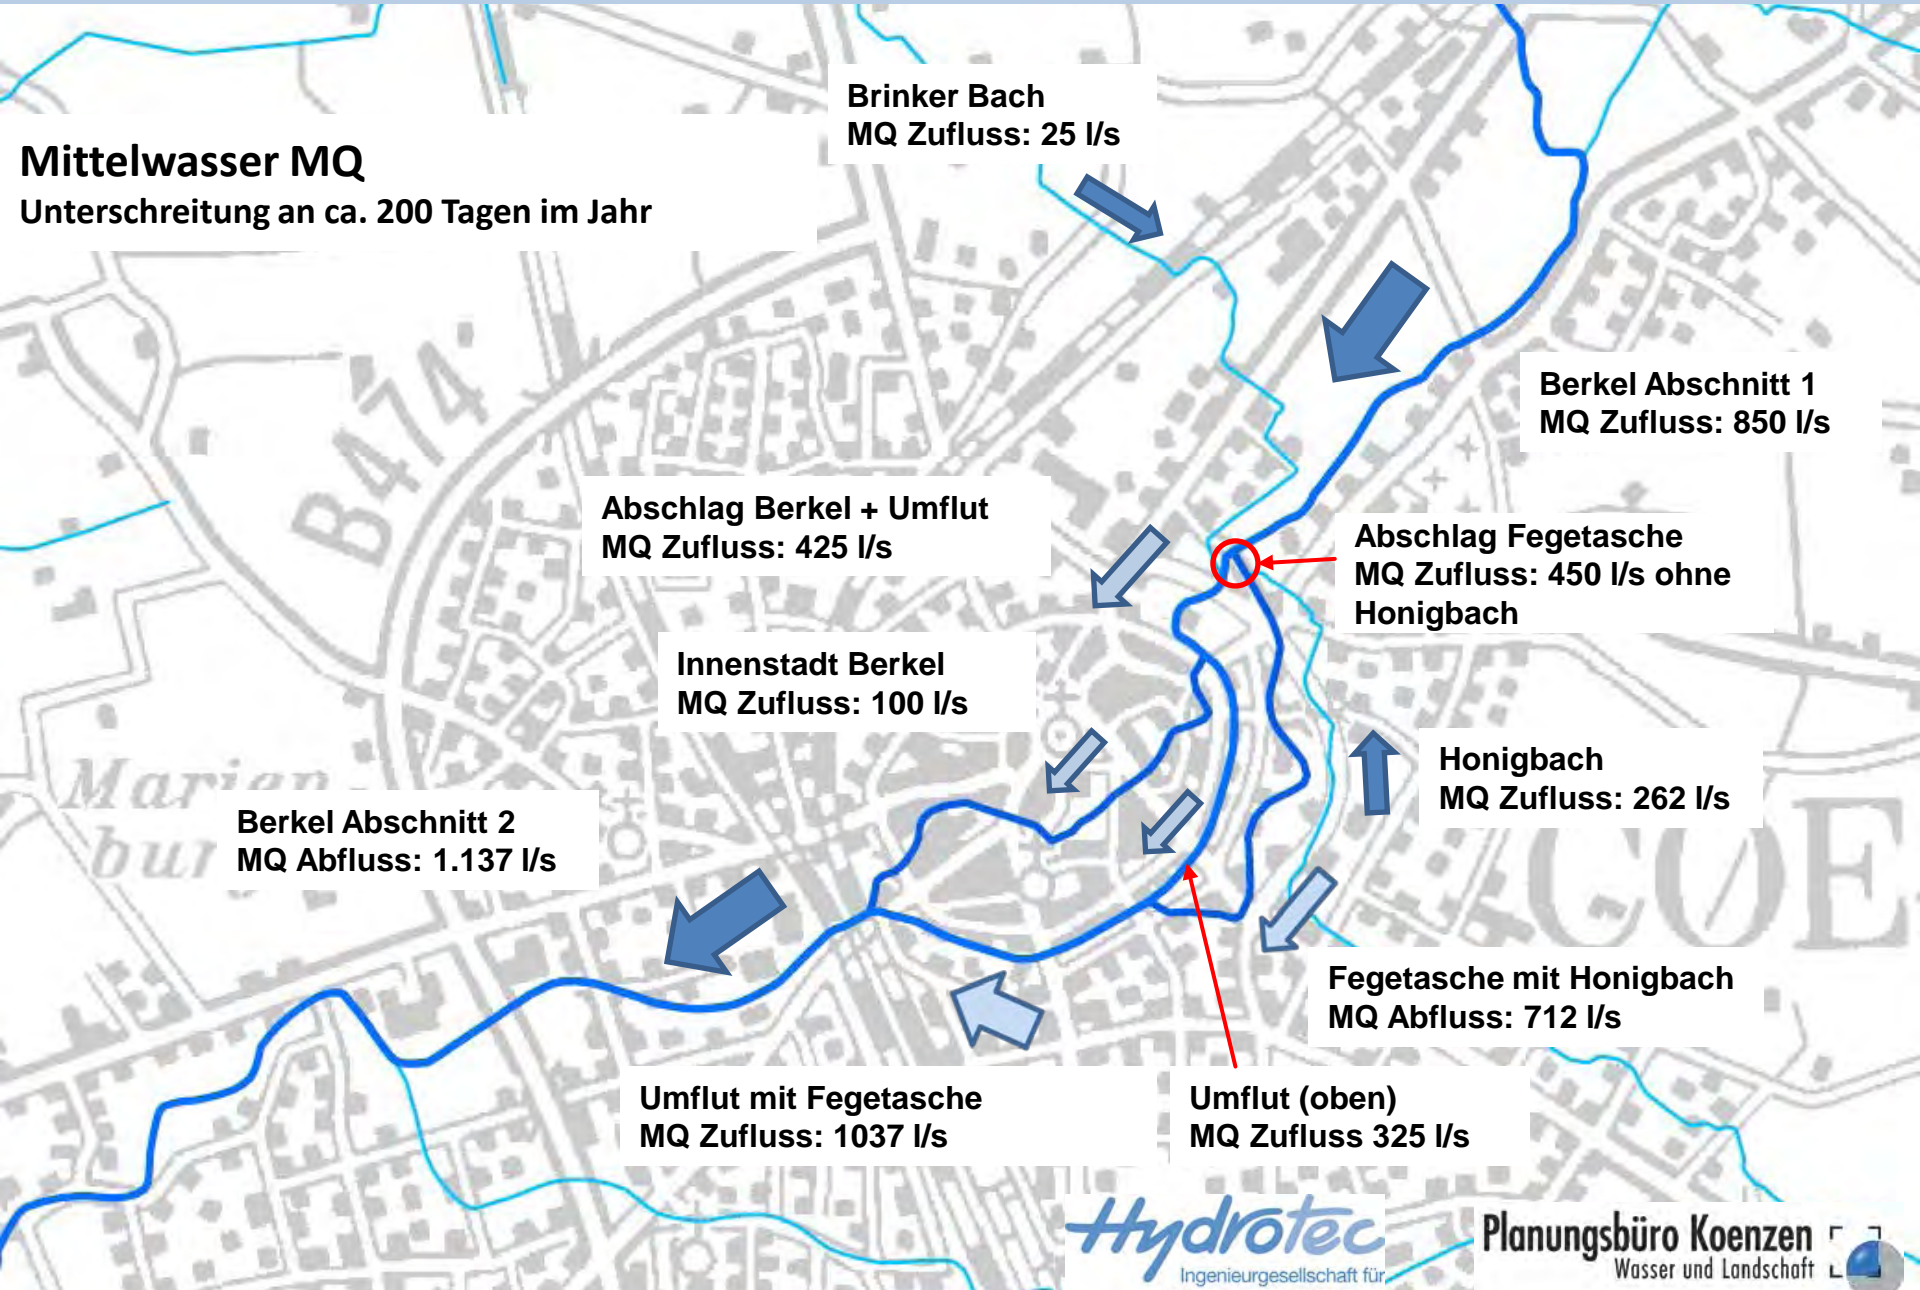 Mittelwasser MQ
Unterschreitung an ca. 200 Tagen im Jahr
Brinker Bach
MQ Zufluss: 25 l/s
Berkel Abschnitt 1
MQ Zufluss: 850 l/s
B474
Abschlag Berkel + Umflut
MQ Zufluss: 425 l/s
Abschlag Fegetasche
MQ Zufluss: 450 l/s ohne
Honigbach
Innenstadt Berkel
MQ Zufluss: 100 l/s
Honigbach
MQ Zufluss: 262 l/s
Marien
bur
COE
Berkel Abschnitt 2
MQ Abfluss: 1.137 l/s
Fegetasche mit Honigbach
MQ Abfluss: 712 l/s
Umflut mit Fegetasche
MQ Zufluss: 1037 l/s
Umflut (oben)
MQ Zufluss 325 l/s
Hydrotec
Ingenieurgesellschaft für
Planungsbüro Koenzen
Wasser und Landschaft